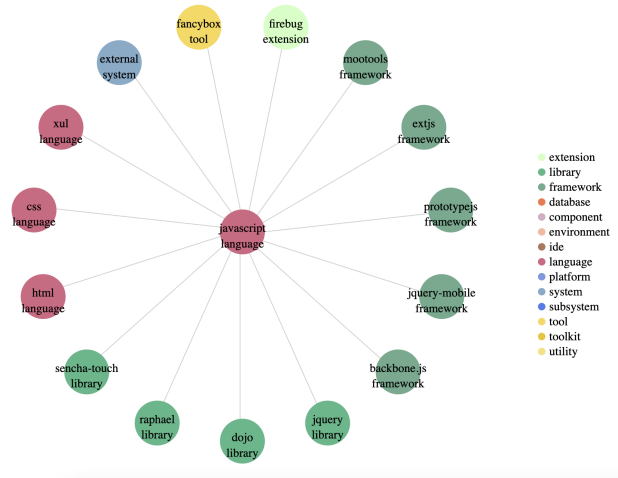 fancybox
tool
firebug
extension
external
system
mootools
framework
xul
language
extjs
framework
css
language
prototypejs
framework
javascript
language
html
language
jquery-mobile
framework
sencha-touch
library
backbone.js
framework
raphael
library
jquery
library
dojo
library
extension
library
framework
database
component
environment
ide
language
platform
system
subsystem
tool
toolkit
utility